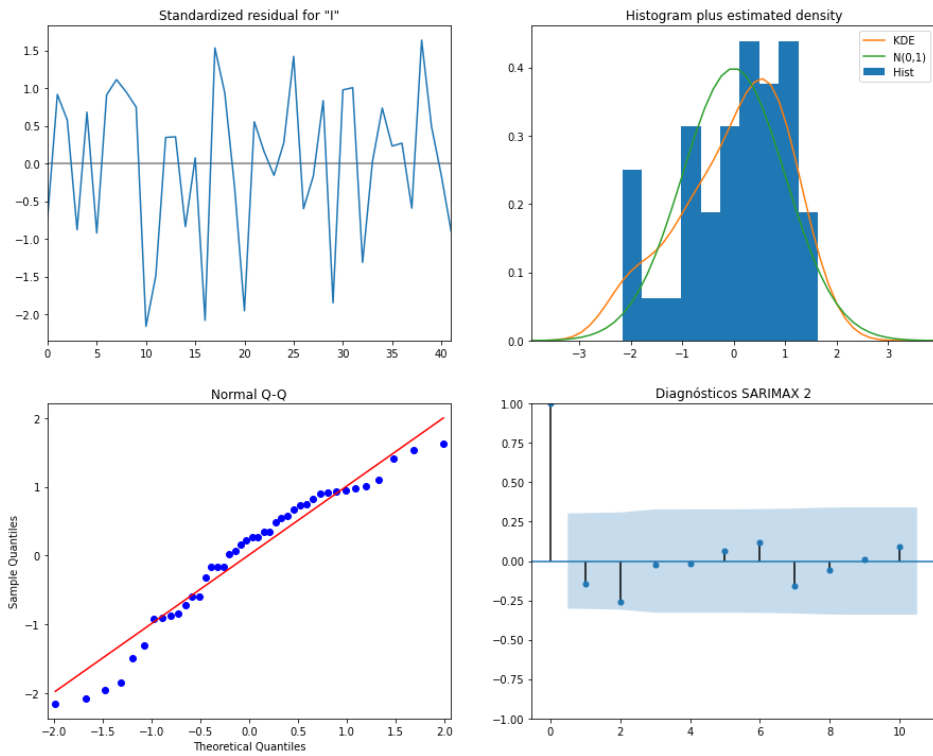 Standardized residual for "I"
1.5
1.0
0.5
0.0
−0.5
−1.0
−1.5
−2.0
0 5 10 15 20 25 30 35 40
Histogram plus estimated density
KDE
N(0,1)
Hist
0.4
0.3
0.2
0.1
0.0
−3 −2 −1 0 1 2 3
Normal Q-Q
Sample Quantiles
2
1
0
−1
−2
−2.0 −1.5 −1.0 −0.5 0.0 0.5 1.0 1.5 2.0
Theoretical Quantiles
Diagnósticos SARIMAX 2
1.00
0.75
0.50
0.25
0.00
−0.25
−0.50
−0.75
−1.00
0 2 4 6 8 10